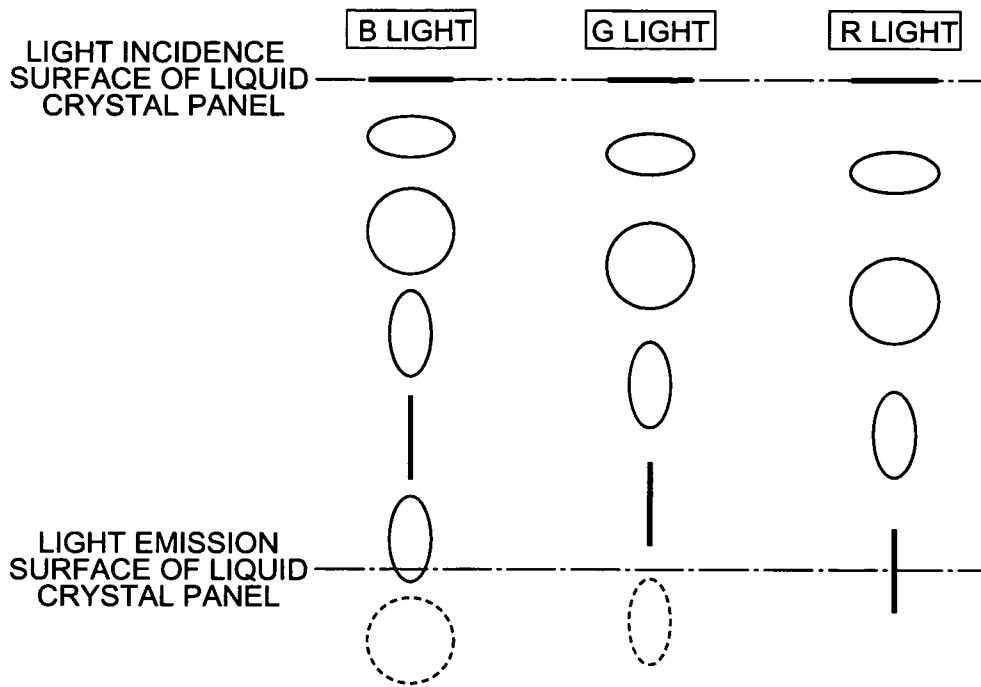 B LIGHT
G LIGHT
R LIGHT
LIGHT INCIDENCE
SURFACE OF LIQUID
CRYSTAL PANEL
LIGHT EMISSION
SURFACE OF LIQUID
CRYSTAL PANEL